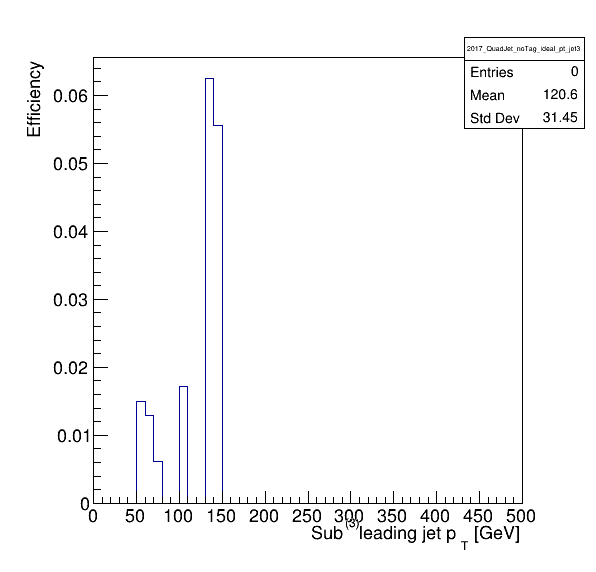 2017_QuadJet_noTag_ideal_pt_jet3
Entries 0
Mean 120.6
Std Dev 31.45
Efficiency
0.06
0.05
0.04
0.03
0.02
0.01
0
0 50 100 150 200 250 300 350 400 450 500
Sub(3)leading jet p T [GeV]